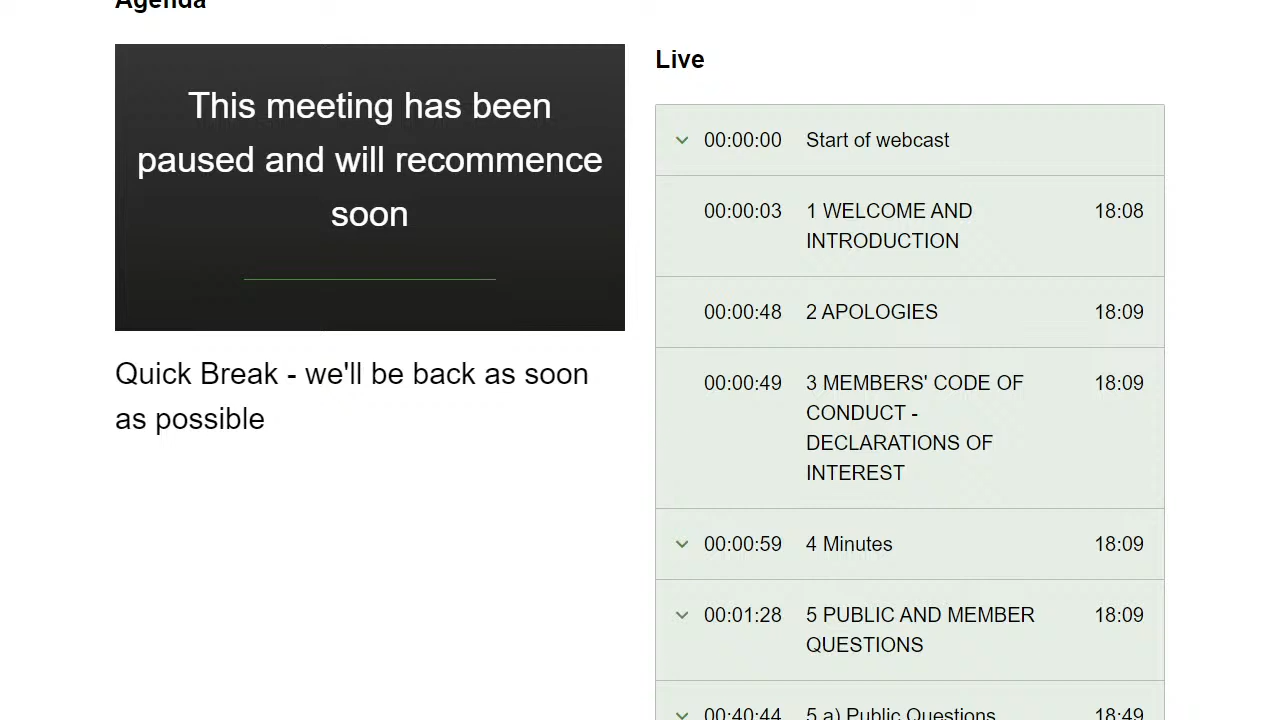 Agenda
This meeting has been
paused and will recommence
soon
Quick Break - we'll be back as soon
as possible
Live
00:00:00 Start of webcast
00:00:03 1 WELCOME AND 18:08
INTRODUCTION
00:00:48 2 APOLOGIES 18:09
00:00:49 3 MEMBERS' CODE OF 18:09
CONDUCT -
DECLARATIONS OF
INTEREST
00:00:59 4 Minutes 18:09
00:01:28 5 PUBLIC AND MEMBER 18:09
QUESTIONS
00:40:44 5 a) Public Questions 18:49